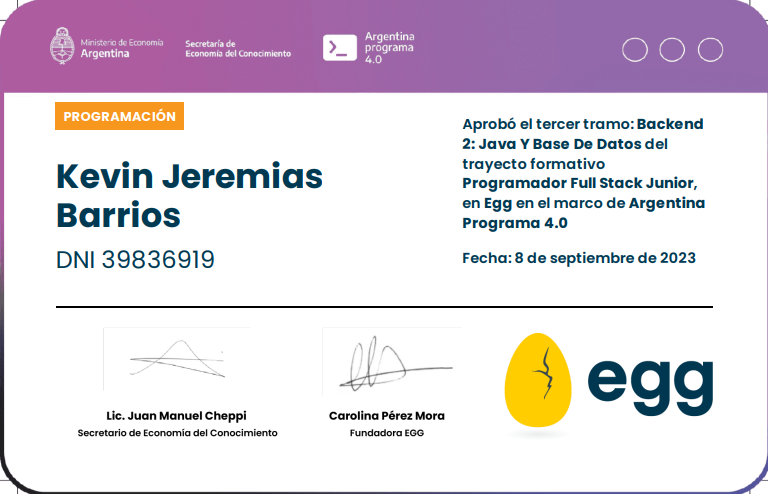 Ministerio de Economía
Argentina
Secretaría de
Economía del Conocimiento
Argentina
programa
4.0
PROGRAMACIÓN
Kevin Jeremias
Barrios
DNI 39836919
Aprobó el tercer tramo: Backend
2: Java Y Base De Datos del
trayecto formativo
Programador Full Stack Junior,
en Egg en el marco de Argentina
Programa 4.0
Fecha: 8 de septiembre de 2023
Lic. Juan Manuel Cheppi
Secretario de Economía del Conocimiento
Carolina Pérez Mora
Fundadora EGG
egg